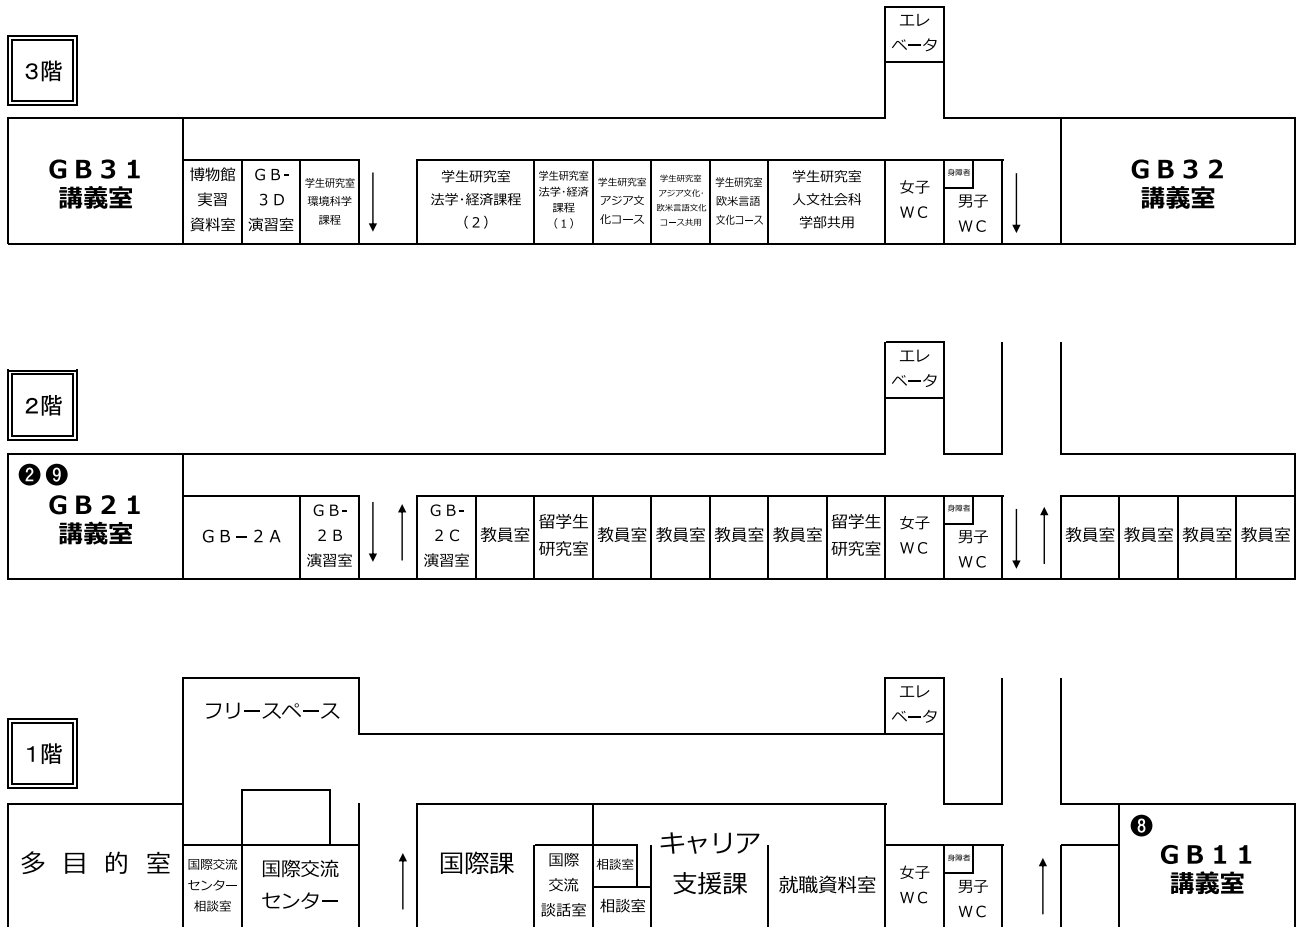 エレ
ベータ
3階
GB31
講義室
博物館
実習
資料室
GB-
3D
演習室
学生研究室
環境科学
課程
学生研究室
法学・経済課程
(2)
学生研究室
法学・経済
課程
(1)
学生研究室
アジア文
化コース
学生研究室
アジア文化・
欧米言語文化
コース共用
学生研究室
欧米言語
文化コース
学生研究室
人文社会科
学部共用
女子
WC
身障者
男子
WC
GB32
講義室
エレ
ベータ
2階
❷❾
GB21
講義室
GB-2A
GB-
2B
演習室
GB-
2C
演習室
教員室
留学生
研究室
教員室
教員室
教員室
教員室
留学生
研究室
女子
WC
身障者
男子
WC
教員室
教員室
教員室
教員室
フリースペース
エレ
ベータ
1階
多目的室
国際交流
センター
相談室
国際交流
センター
国際課
国際
交流
談話室
相談室
相談室
キャリア
支援課
就職資料室
女子
WC
身障者
男子
WC
❽
GB11
講義室